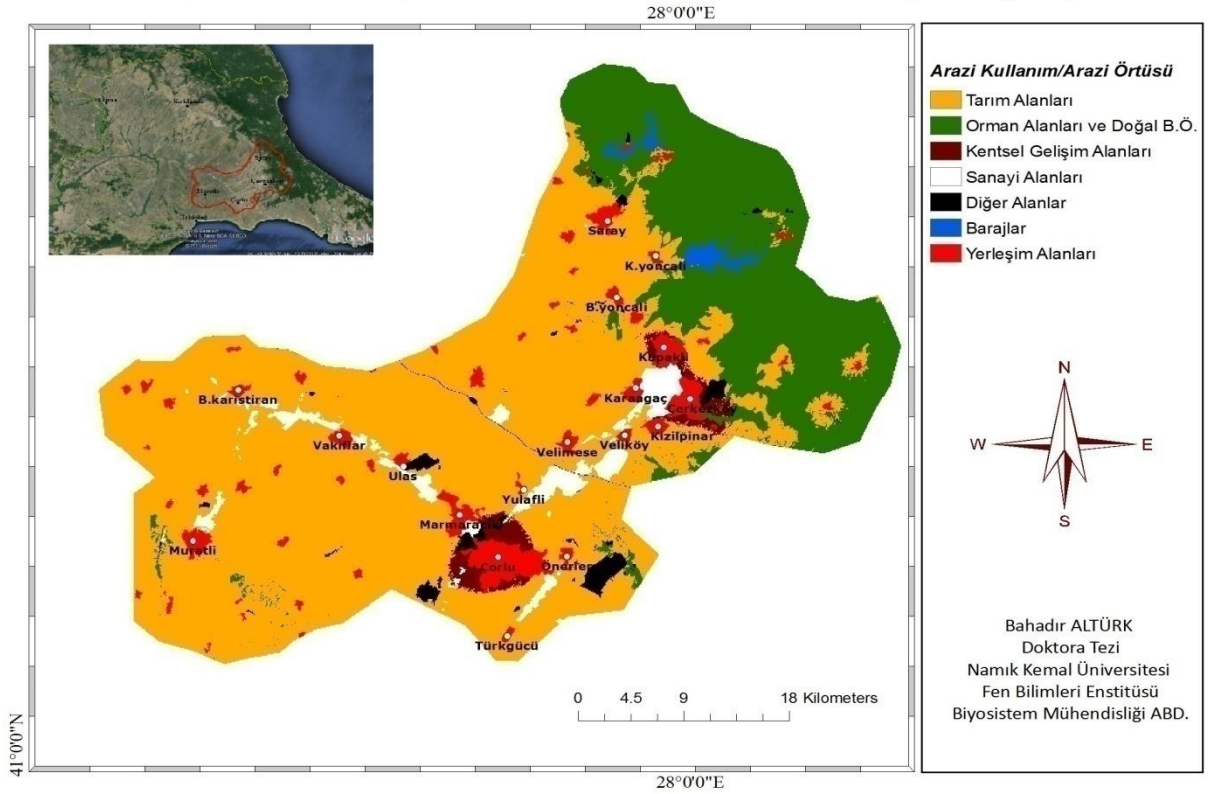 28°0'0"E
Arazi Kullanım/Arazi Örtüsü
Tarım Alanları
Orman Alanları ve Doğal B.Ö.
Kentsel Gelişim Alanları
Sanayi Alanları
Diğer Alanlar
Barajlar
Yerleşim Alanları
Saray
K.yoncali
B.yoncali
Kapakli
Karaagaç
Çerkezköy
B.karistiran
Vakiflar
Velimese
Veliköy
Kizilpinar
Ulas
Yulafli
Marmaracik
Muratli
Çorlu
Önerler
Türkgücü
N
W
E
S
0 4.5 9 18 Kilometers
Bahadır ALTÜRK
Doktora Tezi
Namık Kemal Üniversitesi
Fen Bilimleri Enstitüsü
Biyosistem Mühendisliği ABD.
41°0'0"N
28°0'0"E